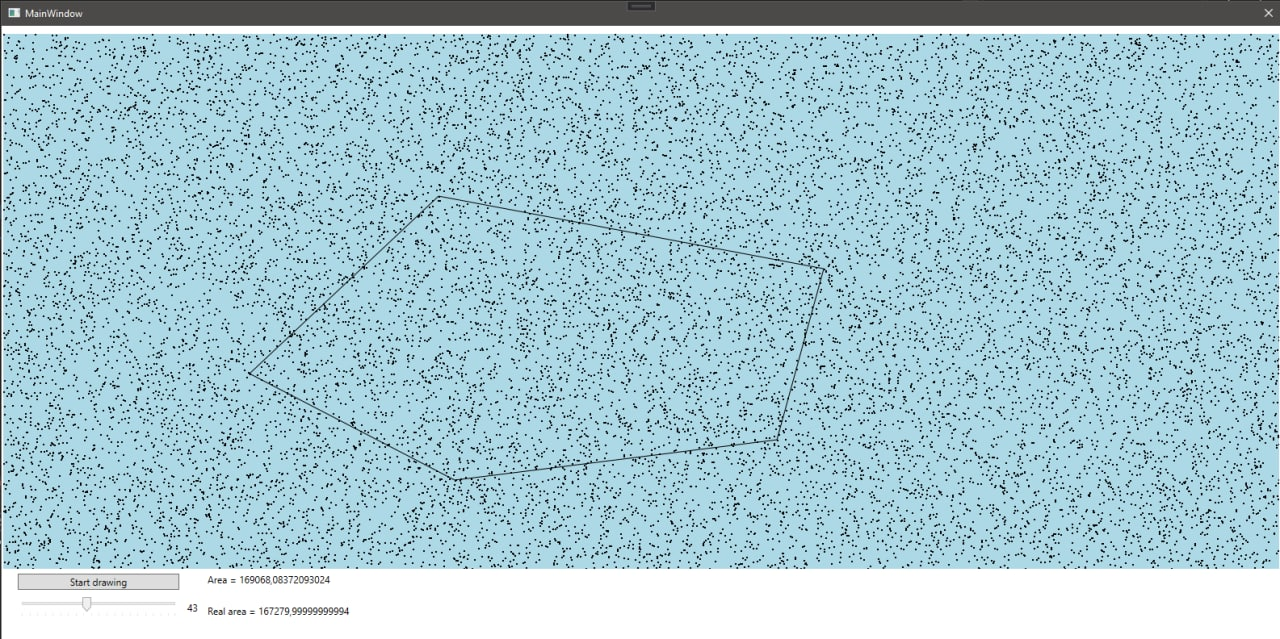 MainWindow
Start drawing
43
Area = 169068,08372093024
Real area = 167279,99999999994